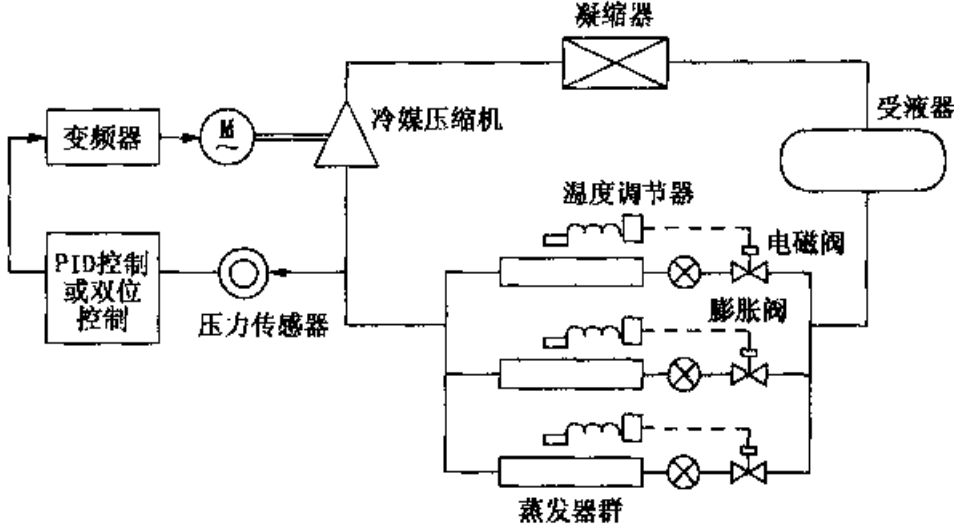 凝缩器
冷媒压缩机
变频器
M
~
受液器
温度调节器
电磁阀
PID控制
或双位
控制
压力传感器
膨胀阀
蒸发器群